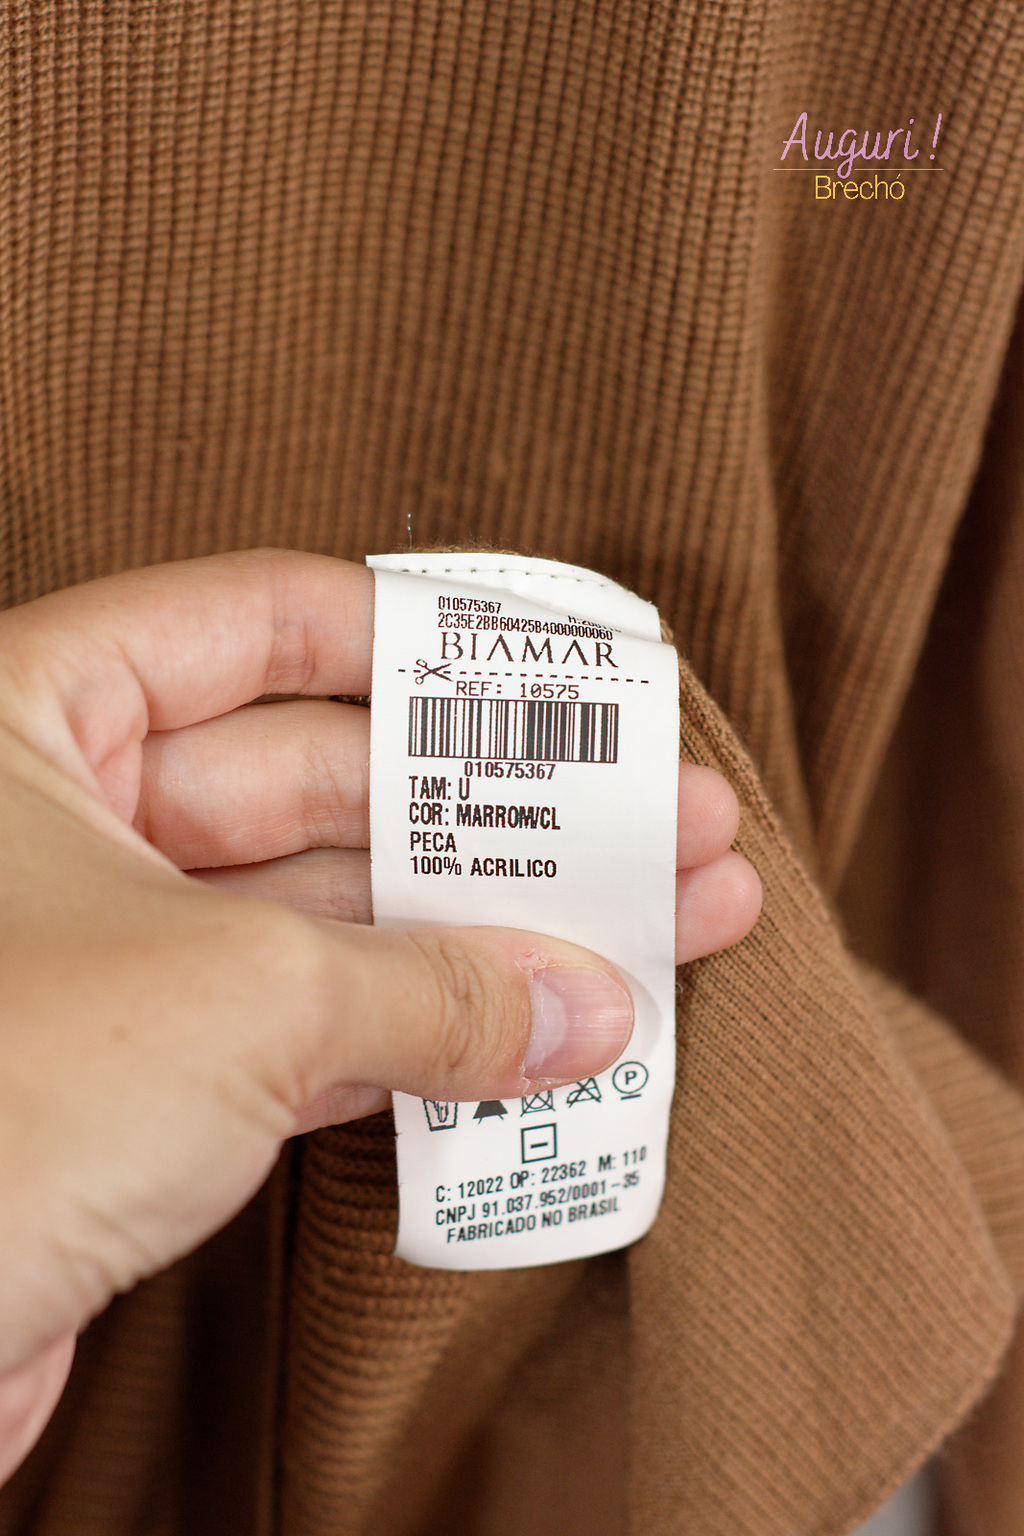 Auguri!
Brechó
010575367
2C35E2BB60425B4000000060
BIAMAR
REF: 10575
010575367
TAM: U
COR: MARROM/CL
PECA
100% ACRILICO
P
C: 12022 OP: 22362 M: 110
CNPJ 91.037.952/0001-35
FABRICADO NO BRASIL